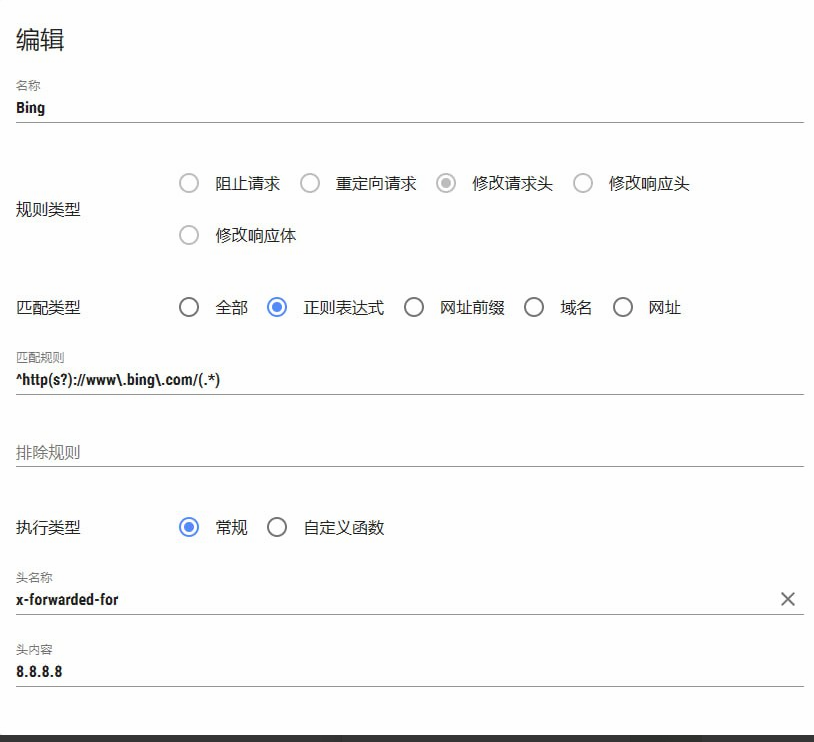 编辑
名称
Bing
规则类型
阻止请求 重定向请求 修改请求头 修改响应头
修改响应体
匹配类型 全部 正则表达式 网址前缀 域名 网址
匹配规则
^http(s?)://www\.bing\.com/(.*)
排除规则
执行类型 常规 自定义函数
头名称
x-forwarded-for
头内容
8.8.8.8